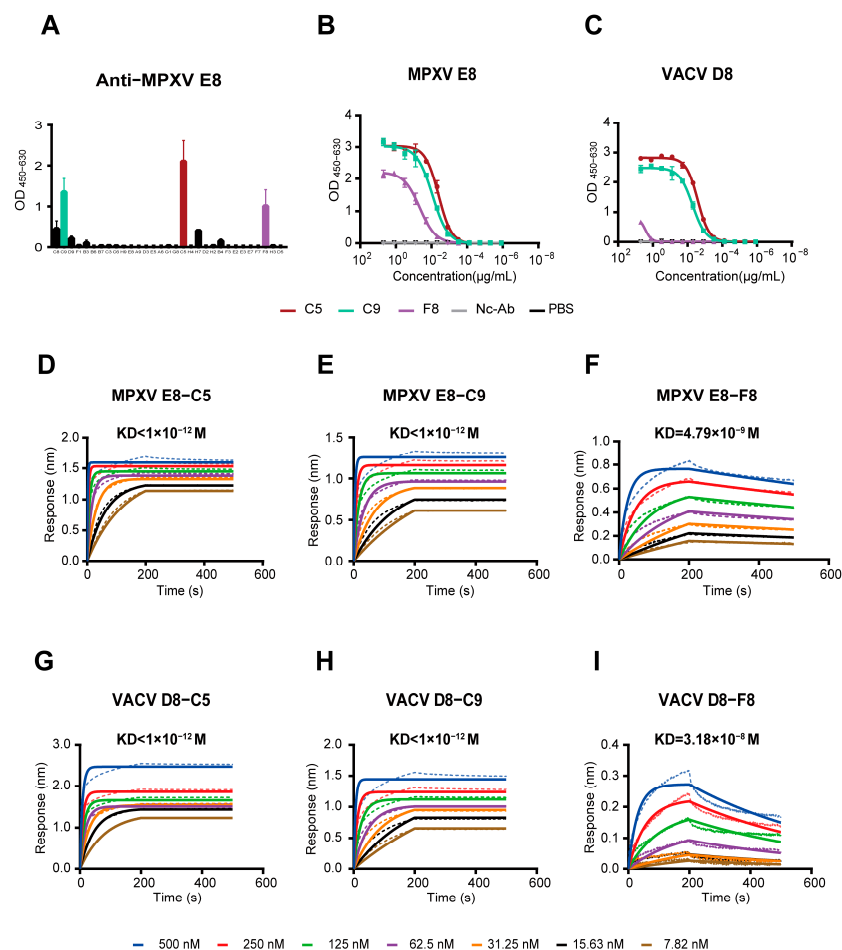 A
B
C
Anti−MPXV E8
MPXV E8
VACV D8
OD 450−630
3
2
1
0
OD 450−630
4
3
2
1
0
OD 450−630
4
3
2
1
0
10² 10⁰ 10⁻² 10⁻⁴ 10⁻⁶ 10⁻⁸
10² 10⁰ 10⁻² 10⁻⁴ 10⁻⁶ 10⁻⁸
Concentration(µg/mL)
Concentration(µg/mL)
C5 C9 F8 Nc-Ab PBS
D
E
F
MPXV E8−C5
MPXV E8−C9
MPXV E8−F8
KD<1×10⁻¹² M
KD<1×10⁻¹² M
KD=4.79×10⁻⁹ M
Response (nm)
2.0
1.5
1.0
0.5
0.0
0 200 400 600
Time (s)
Response (nm)
1.5
1.0
0.5
0.0
0 200 400 600
Time (s)
Response (nm)
1.0
0.8
0.6
0.4
0.2
0.0
0 200 400 600
Time (s)
G
H
I
VACV D8−C5
VACV D8−C9
VACV D8−F8
KD<1×10⁻¹² M
KD<1×10⁻¹² M
KD=3.18×10⁻⁸ M
Response (nm)
3.0
2.0
1.0
0.0
0 200 400 600
Time (s)
Response (nm)
2.0
1.5
1.0
0.5
0.0
0 200 400 600
Time (s)
Response (nm)
0.4
0.3
0.2
0.1
0.0
0 200 400 600
Time (s)
500 nM 250 nM 125 nM 62.5 nM 31.25 nM 15.63 nM 7.82 nM